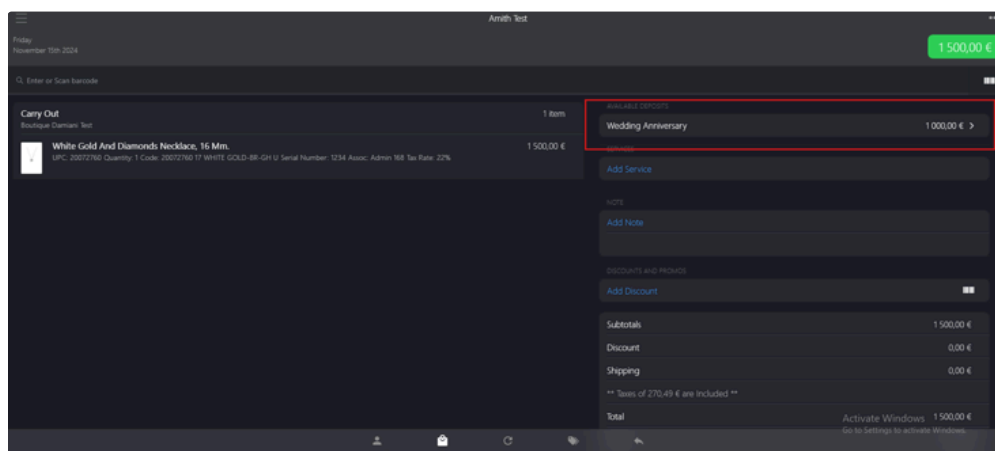 Amith Test
Friday
November 15th 2024
1 500,00 €
Enter or Scan barcode
Carry Out
1 item
Boutique Damiani Test
White Gold And Diamonds Necklace, 16 Mm.
1 500,00 €
UPC: 20072760 Quantity: 1 Code: 20072760 17 WHITE GOLD-BR-GH U Serial Number: 1234 Assoc: Admin 168 Tax Rate: 22%
AVAILABLE DEPOSITS
Wedding Anniversary
1 000,00 €
SERVICES
Add Service
NOTE
Add Note
DISCOUNTS AND PROMOS
Add Discount
Subtotals
1 500,00 €
Discount
0,00 €
Shipping
0,00 €
** Taxes of 270,49 € are Included **
Total
1 500,00 €
Activate Windows
Go to Settings to activate Windows.